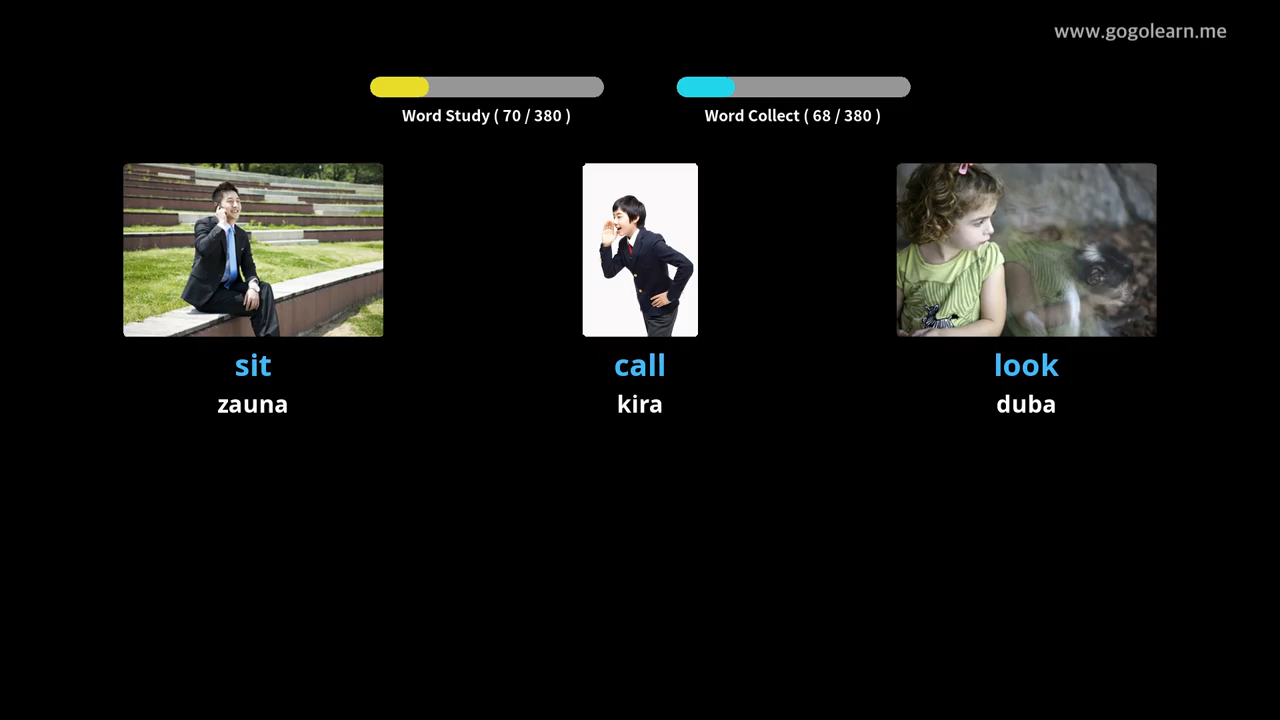 www.gogolearn.me
Word Study ( 70 / 380 )
Word Collect ( 68 / 380 )
sit
zauna
call
kira
look
duba